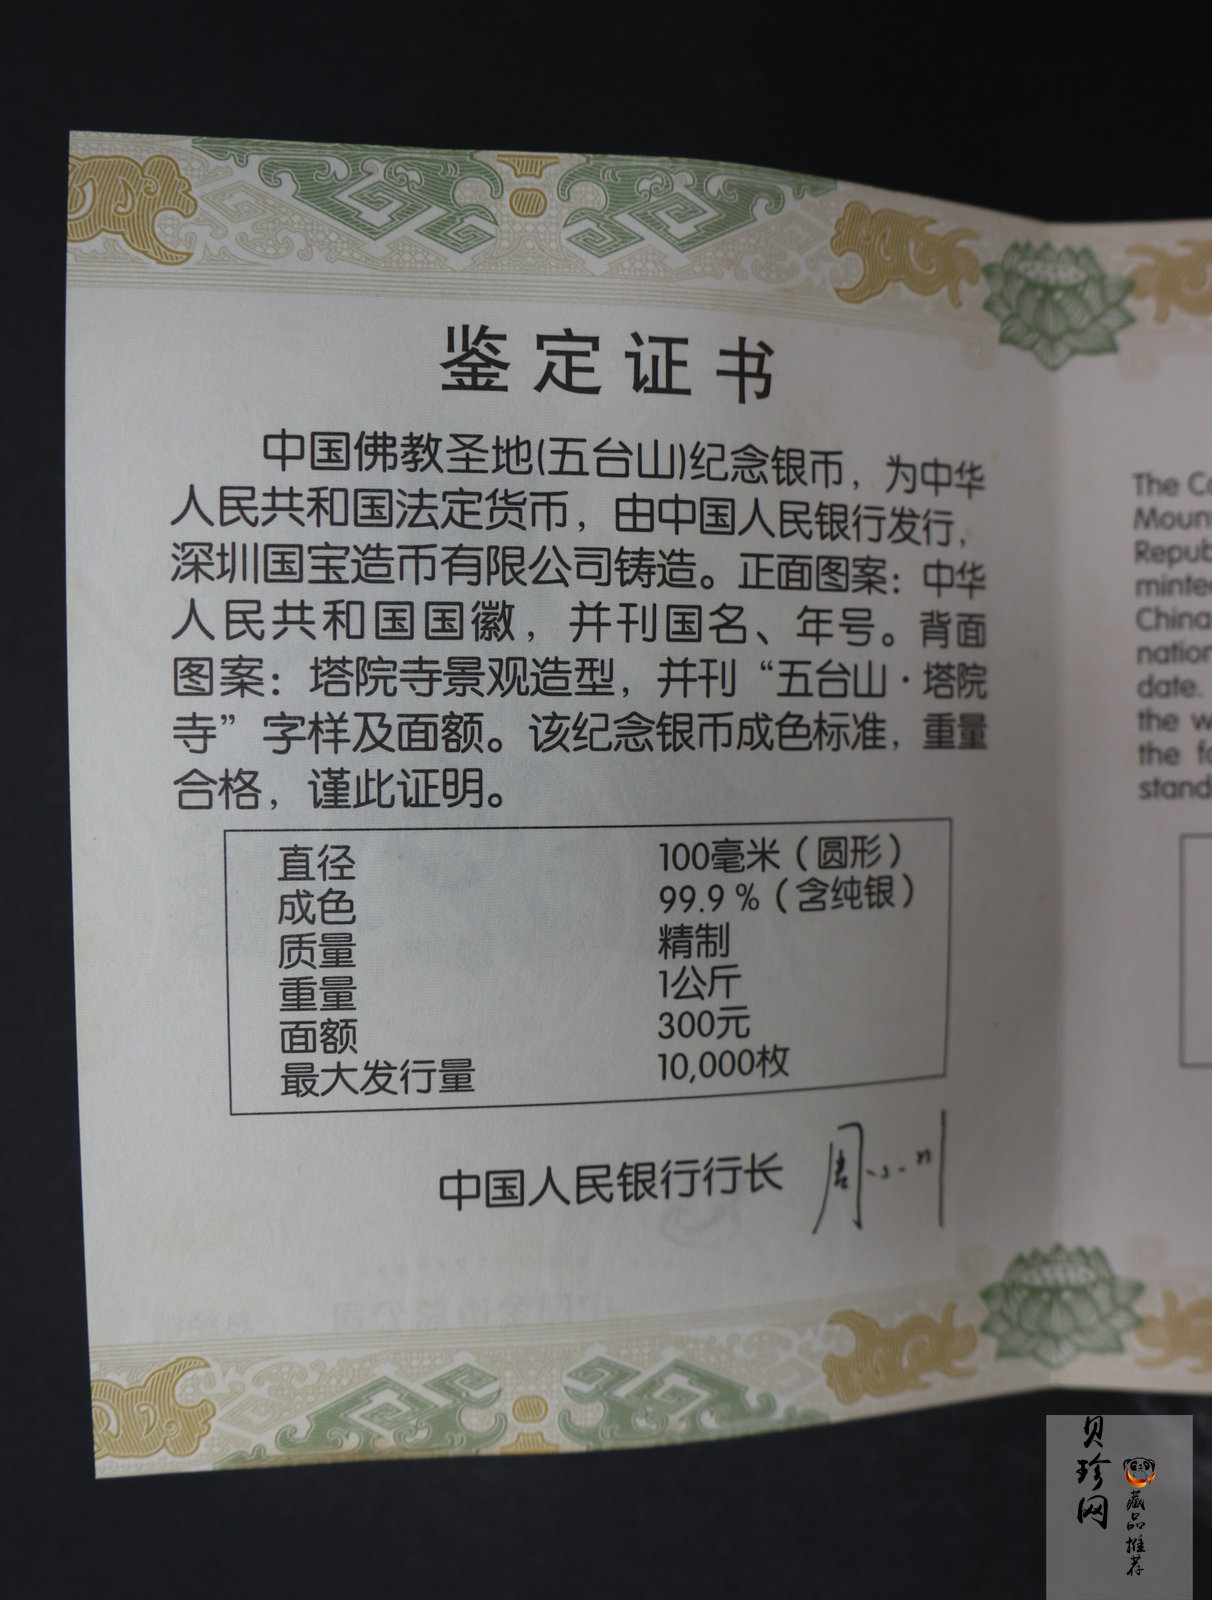 鉴定证书
中国佛教圣地(五台山)纪念银币，为中华
人民共和国法定货币，由中国人民银行发行，
深圳国宝造币有限公司铸造。正面图案：中华
人民共和国国徽，并刊国名、年号。背面
图案：塔院寺景观造型，并刊“五台山·塔院
寺”字样及面额。该纪念银币成色标准，重量
合格，谨此证明。
直径 100毫米（圆形）
成色 99.9％（含纯银）
质量 精制
重量 1公斤
面额 300元
最大发行量 10,000枚
中国人民银行行长 周小川
The
Mount
Repub
minted
China
nation
date.
the w
the fo
stand
贝珍网
藏品推荐